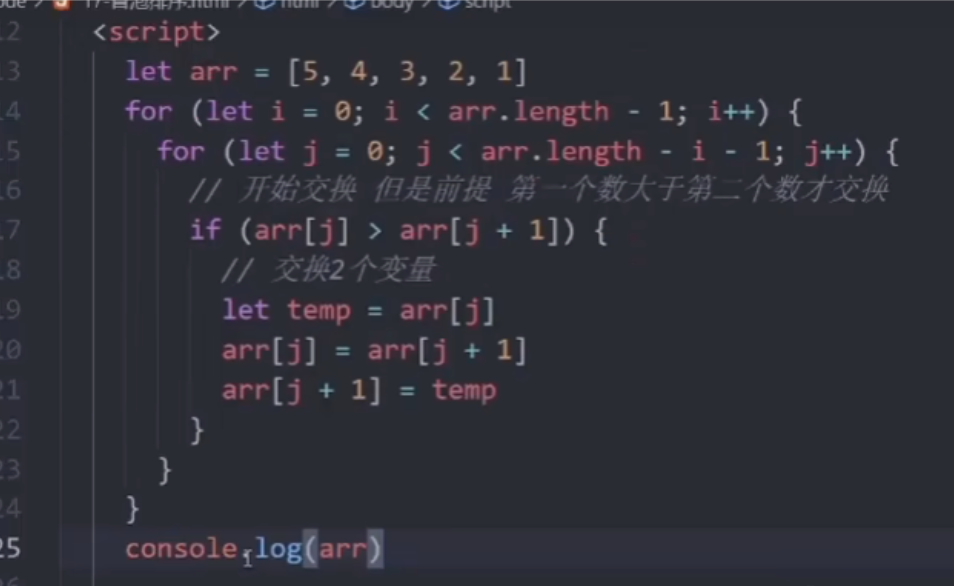 17-冒泡排序.html > html > body > script
12 <script>
13 let arr = [5, 4, 3, 2, 1]
14 for (let i = 0; i < arr.length - 1; i++) {
15 for (let j = 0; j < arr.length - i - 1; j++) {
16 // 开始交换 但是前提 第一个数大于第二个数才交换
17 if (arr[j] > arr[j + 1]) {
18 // 交换2个变量
19 let temp = arr[j]
20 arr[j] = arr[j + 1]
21 arr[j + 1] = temp
22 }
23 }
24 }
25 console.log(arr)